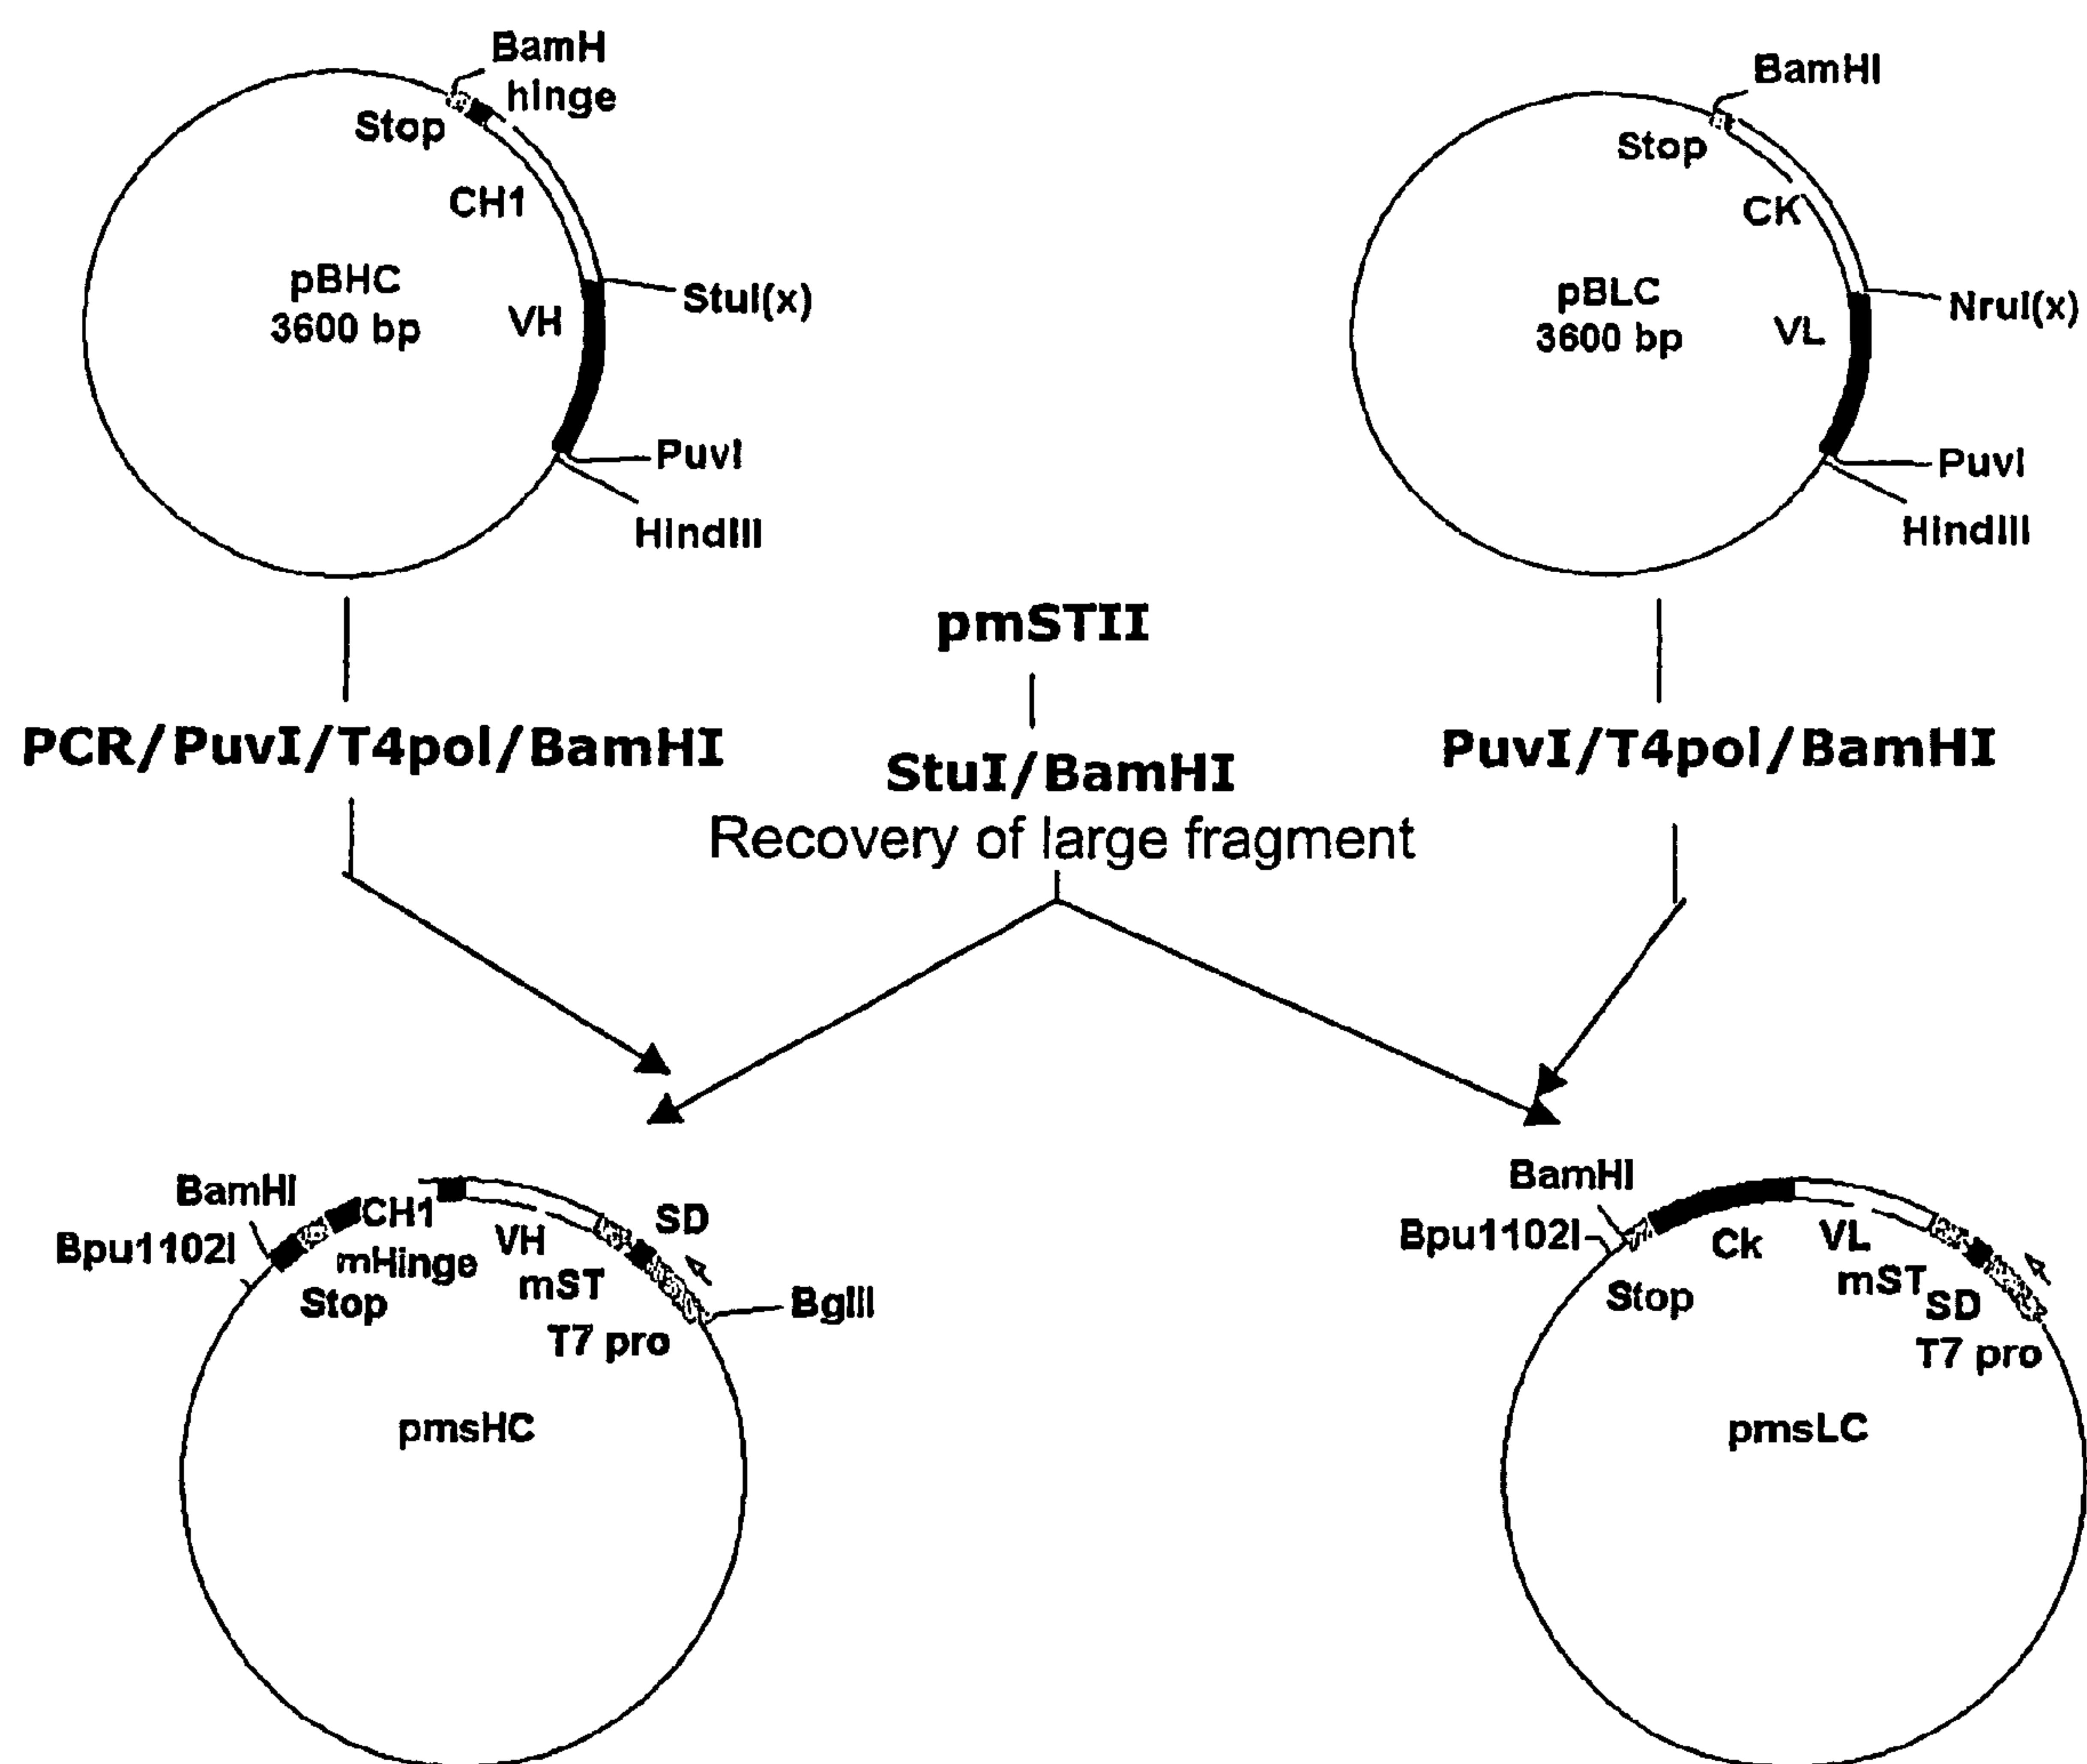 BamH
hinge
Stop
CH1
pBHC
3600 bp
VH
StuI(x)
PuvI
HindIII
BamHI
Stop
CK
pBLC
3600 bp
VL
NruI(x)
PuvI
HindIII
pmSTII
PCR/PuvI/T4pol/BamHI
StuI/BamHI
Recovery of large fragment
PuvI/T4pol/BamHI
BamHI
Bpu1102I
CH1
mHinge
Stop
VH
mST
SD
T7 pro
BglII
pmsHC
BamHI
Bpu1102I
Stop
Ck
VL
mST
SD
T7 pro
pmsLC